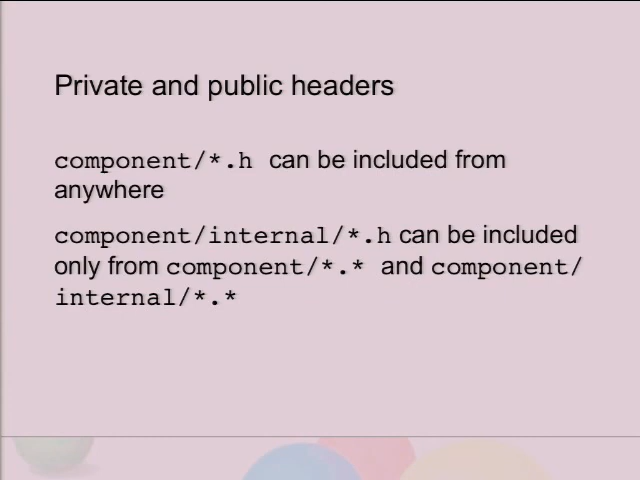 Private and public headers
component/*.h can be included from
anywhere
component/internal/*.h can be included
only from component/*.* and component/
internal/*.*